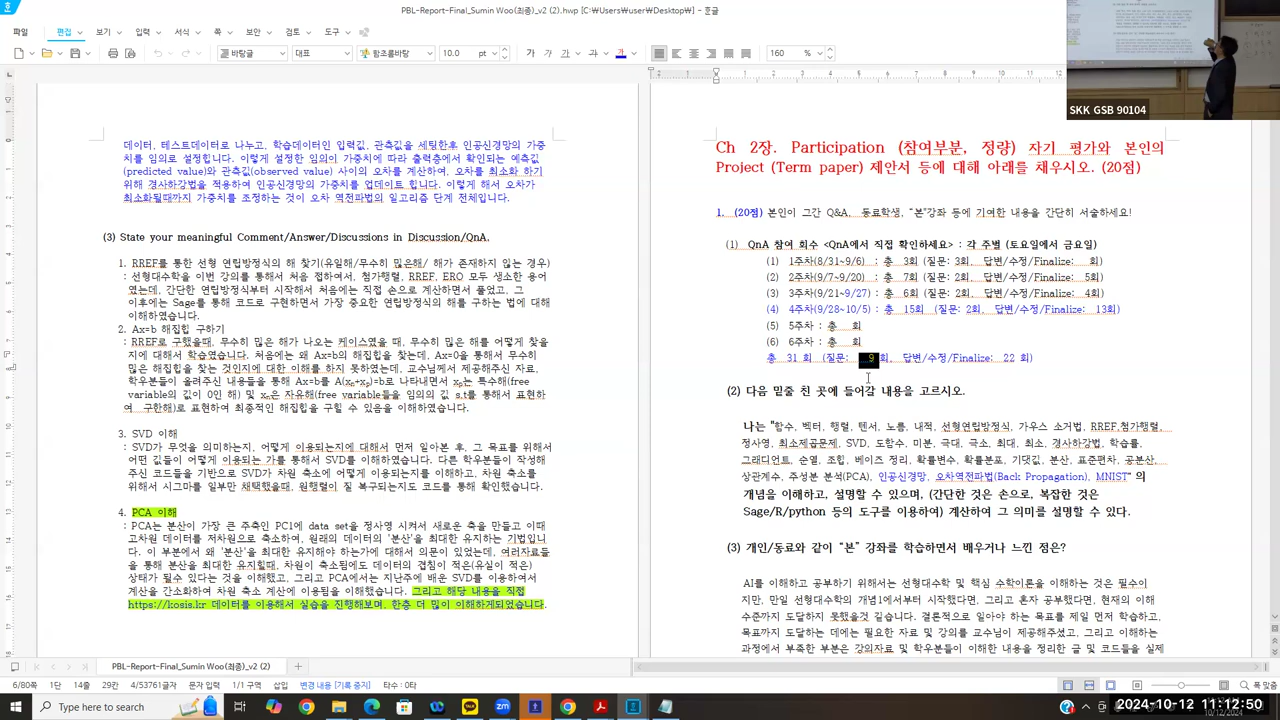 PBL-Report-Final_Sumin Woo(최종)_v2 (2).hwp [C:₩Users₩user₩Desktop₩] - 훈글
편집
바탕글
대표
함초롬바탕
160
SKK GSB 90104
데이터, 테스트데이터로 나누고, 학습데이터인 입력값, 관측값을 세팅한후 인공신경망의 가중
치를 임의로 설정합니다. 이렇게 설정한 임의이 가중치에 따라 출력층에서 확인되는 예측값
(predicted value)과 관측값(observed value) 사이의 오차를 계산하여, 오차를 최소화 하기
위해 경사하강법을 적용하여 인공신경망의 가중치를 업데이트 합니다. 이렇게 해서 오차가
최소화될때까지 가중치를 조정하는 것이 오차 역전파법의 일고리즘 단계 전체입니다.
(3) State your meaningful Comment/Answer/Discussions in Discussion/QnA.
1. RREF를 통한 선형 연립방정식의 해 찾기(유일해/무수히 많은해/ 해가 존재하지 않는 경우)
: 선형대수학을 이번 강의를 통해서 처음 접하여서, 첨가행렬, RREF, ERO 모두 생소한 용어
였는데, 간단한 연립방정식부터 시작해서 처음에는 직접 손으로 계산하면서 풀었고, 그
이후에는 Sage를 통해 코드로 구현하면서 가장 중요한 연립방정식의 해를 구하는 법에 대해
이해하였습니다.
2. Ax=b 해집합 구하기
: RREF로 구했을때, 무수히 많은 해가 나오는 케이스였을 때, 무수히 많은 해를 어떻게 찾을
지에 대해서 학습였습니다. 처음에는 왜 Ax=b의 해집합을 찾는데, Ax=0을 통해서 무수히
많은 해집합을 찾는 것인지에 대한 이해를 하지 못하였는데, 교수님께서 제공해주신 자료,
학우분들이 올려주신 내용들을 통해 Ax=b를 A(xₙ+xₚ)=b로 나타내면서 xₚ는 특수해(free
variable의 값이 0인 해) 및 xₙ은 자유해(free variable들을 임의의 값 s,t를 통해서 표현하
여 구한해)로 표현하여 최종적인 해집합을 구할 수 있음을 이해하였습니다.
3. SVD 이해
: SVD가 무엇을 의미하는지, 어떻게 이용되는지에 대해서 먼저 일아본후, 그 목표를 위해서
어떤 값들이 어떻게 이용되는 가를 통해서 SVD를 이해하였습니다. 다른 학우분들이 작성해
주진 코드들을 기반으로 SVD가 차원 축소에 어떻게 이용되는지를 이해하고, 차원 축소를
위해서 시그마를 일부만 채택했을때, 원행렬이 잘 복구되는지도 코드를 통해 확인했습니다.
4. PCA 이해
: PCA는 분산이 가장 큰 주축인 PC1에 data set을 정사영 시켜서 새로운 축을 만들고 이때
고차원 데이터를 저차원으로 축소하여, 원래의 데이터의 '분산'을 최대한 유지하는 기법입니
다. 이 부분에서 왜 '분산'을 최대한 유지해야 하는가에 대해서 의문이 있었는데, 여러자료들
을 통해 분산을 최대한 유지할때, 차원이 축소됨에도 데이터의 겹침이 적은(유실이 적은)
상태가 될수 있다는 것을 이해했고, 그리고 PCA에서는 지난주에 배운 SVD를 이용하여서
계산을 간소화하여 차원 축소 계산에 이용됨을 이해했습니다. 그리고 해당 내용을 직접
https://kosis.kr 데이터를 이용해서 실습을 진행해보며, 한층 더 많이 이해하게되었습니다.
Ch 2장. Participation (참여부분, 정량) 자기 평가와 본인의
Project (Term paper) 제안서 등에 대해 아래를 채우시오. (20점)
1. (20점) 본인이 그간 Q&A, 동료학생, "본"강좌 등에 기여한 내용을 간단히 서술하세요!
(1) QnA 참여 회수 <QnA에서 직접 확인하세요> : 각 주별 (토요일에서 금요일)
(1) 1주차(8/31~9/6) : 총 3회 (질문: 3회, 답변/수정/Finalize: 회)
(2) 2주차(9/7~9/20) : 총 7회 (질문: 2회, 답변/수정/Finalize: 5회)
(3) 3주차(9/21~9/27) : 총 6회 (질문: 2회, 답변/수정/Finalize: 4회)
(4) 4주차(9/28~10/5) : 총 15회 (질문: 2회, 답변/수정/Finalize: 13회)
(5) 5주차 : 총 회
(6) 6주차 : 총 회
총 31 회 (질문: 9 회, 답변/수정/Finalize: 22 회)
(2) 다음 밑줄 친 곳에 들어갈 내용을 고르시오.
나는 "함수, 벡터, 행렬, 텐서, 노름, 내적, 선형연립방정식, 가우스 소거법, RREF,첨가행렬,
정사영, 최소제곱문제, SVD, 도함수, 미분, 극대, 극소, 최대, 최소, 경사하강법, 학습률,
그래디언트, 순열, 조합, 베이즈 정리, 확률변수, 확률분포, 기댓값, 분산, 표준편차, 공분산,
상관계수, 주성분 분석(PCA), 인공신경망, 오차역전파법(Back Propagation), MNIST" 의
개념을 이해하고, 설명할 수 있으며, (간단한 것은 손으로, 복잡한 것은
Sage/R/python 등의 도구를 이용하여) 계산하여 그 의미를 설명할 수 있다.
(3) 개인/동료와 같이 "본" 강좌를 학습하면서 배우거나 느낀 점은?
AI를 이해하고 공부하기 위해서는 선형대수학 및 핵심 수학이론을 이해하는 것은 필수이
지만, 만일 선형대수학의 개념1에서부터 시작했다면, 그리고 혼자 공부했다면, 현재의 이해
수준까지 도달하지 못했을것 같습니다. 결론적으로 일아야 하는 목표를 제일 먼저 학습하고,
목표까지 도달하는 데에는 필요한 자료 및 강의를 교수님이 제공해주셨고, 그리고 이해하는
과정에서 부족한 부분은 강의자료 및 학우분들이 이해한 내용을 정리한 글 및 코드들을 실제
PBL-Report-Final_Sumin Woo(최종)_v2 (2)
6/80쪽 1단 14줄 29칸 4/53761글자 문자 입력 1/1 구역 삽입 변경 내용 [기록 중지] 탐수 : 0타
폭 맞춤
Type here to search
2024-10-12 11:12:50
10/12/2024